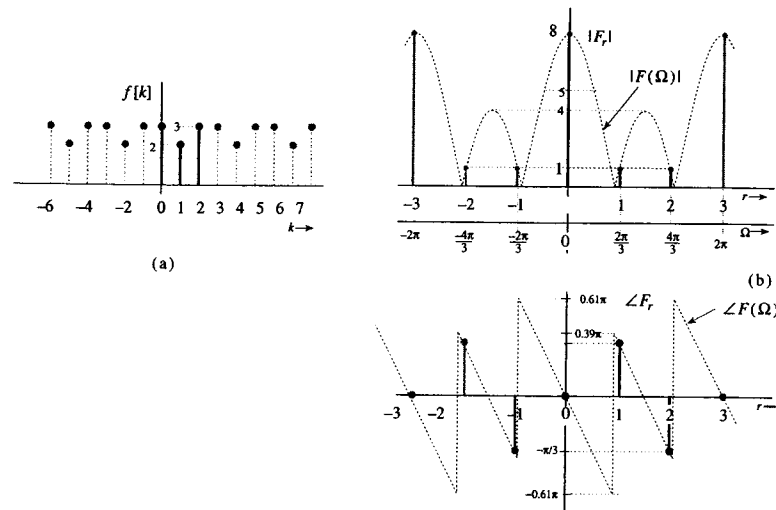 f[k]
3
2
−6 −4 −2 0 1 2 3 4 5 6 7
k→
(a)
8
|F_r|
|F(Ω)|
5
4
1
−3 −2 −1 0 1 2 3 r→
−2π −4π/3 −2π/3 0 2π/3 4π/3 2π Ω→
(b)
0.61π ∠F_r ∠F(Ω)
0.39π
−3 −2 −1 0 1 2 3 r
−π/3
−0.61π